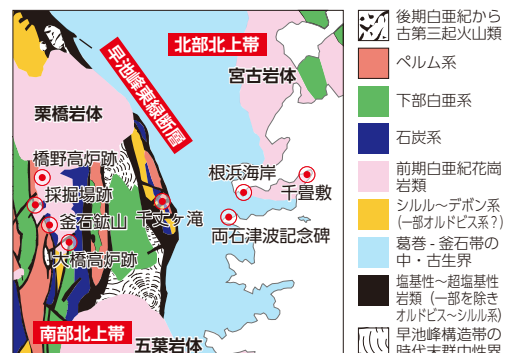 北部北上帯
早池峰東縁断層
宮古岩体
栗橋岩体
橋野高炉跡
根浜海岸
千畳敷
採掘場跡
千丈ヶ滝
釜石鉱山
両石津波記念碑
大橋高炉跡
南部北上帯
五葉岩体
後期白亜紀から
古第三起火山類
ペルム系
下部白亜系
石炭系
前期白亜紀花崗
岩類
シルル〜デボン系
(一部オルドビス系?)
葛巻-釜石帯の
中・古生界
塩基性〜超塩基性
岩類(一部を除き
オルドビス〜シルル系)
早池峰構造帯の